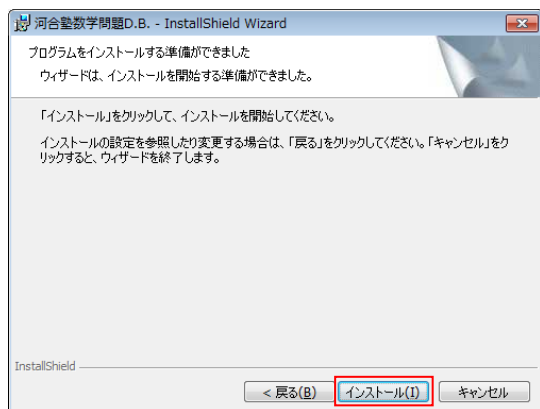 河合塾数学問題D.B. - InstallShield Wizard
プログラムをインストールする準備ができました
ウィザードは、インストールを開始する準備ができました。
「インストール」をクリックして、インストールを開始してください。
インストールの設定を参照したり変更する場合は、「戻る」をクリックしてください。「キャンセル」をク
リックすると、ウィザードを終了します。
InstallShield
< 戻る(B) インストール(I) キャンセル